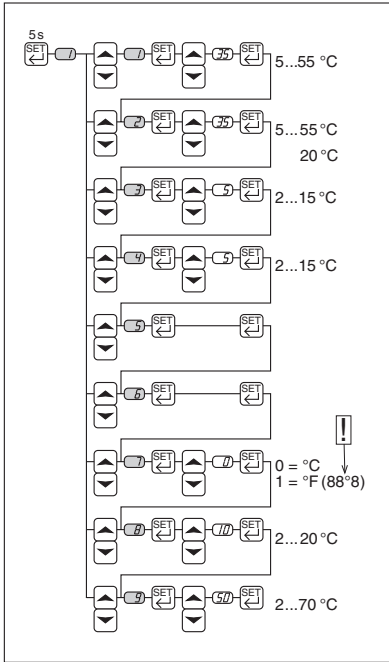 5s
SET 1 1 SET 35 SET 5...55 °C
2 SET 35 SET 5...55 °C
20 °C
3 SET 5 SET 2...15 °C
4 SET 5 SET 2...15 °C
5 SET SET
6 SET SET
!
7 SET 0 SET 0 = °C
1 = °F (88°8)
8 SET 10 SET 2...20 °C
9 SET 50 SET 2...70 °C